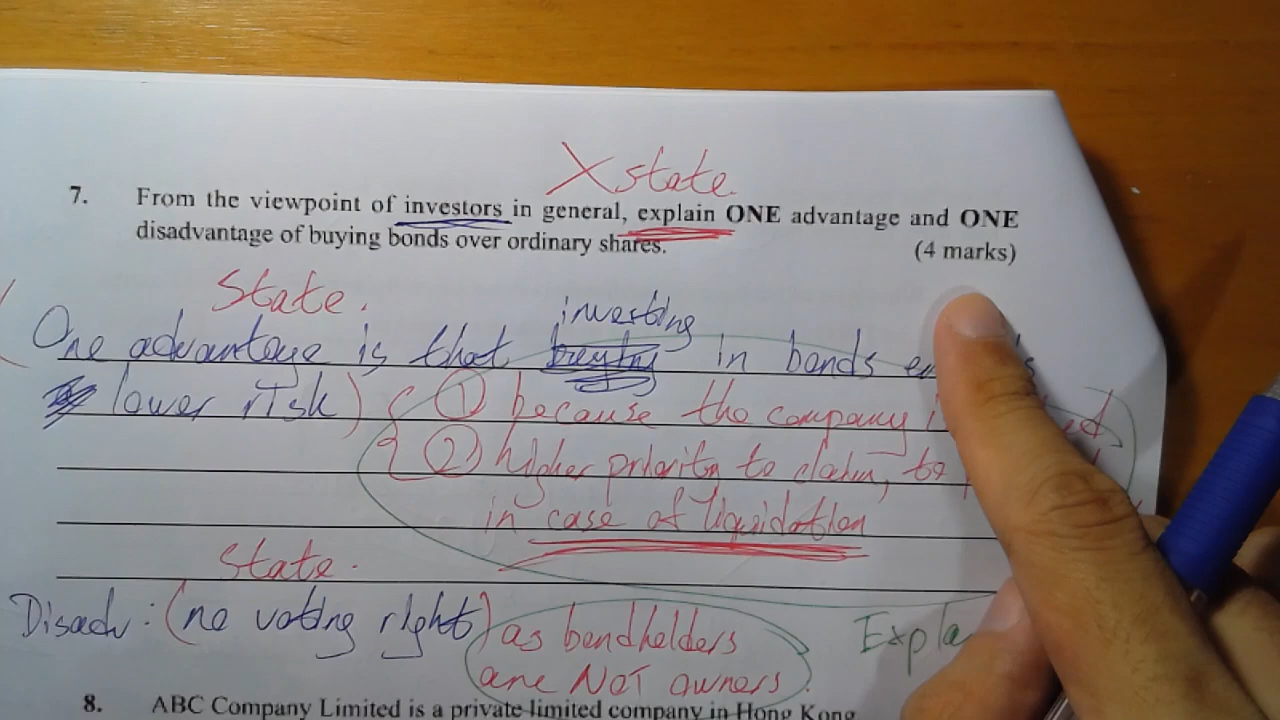 X state.
7. From the viewpoint of investors in general, explain ONE advantage and ONE
disadvantage of buying bonds over ordinary shares.
(4 marks)
State.
investing
One advantage is that in bonds
lower risk) ① because the company
② higher priority to claim,
in case of liquidation
State.
Disadv: (no voting right) as bondholders
are NOT owners.
8. ABC Company Limited is a private limited company in Hong Kong.